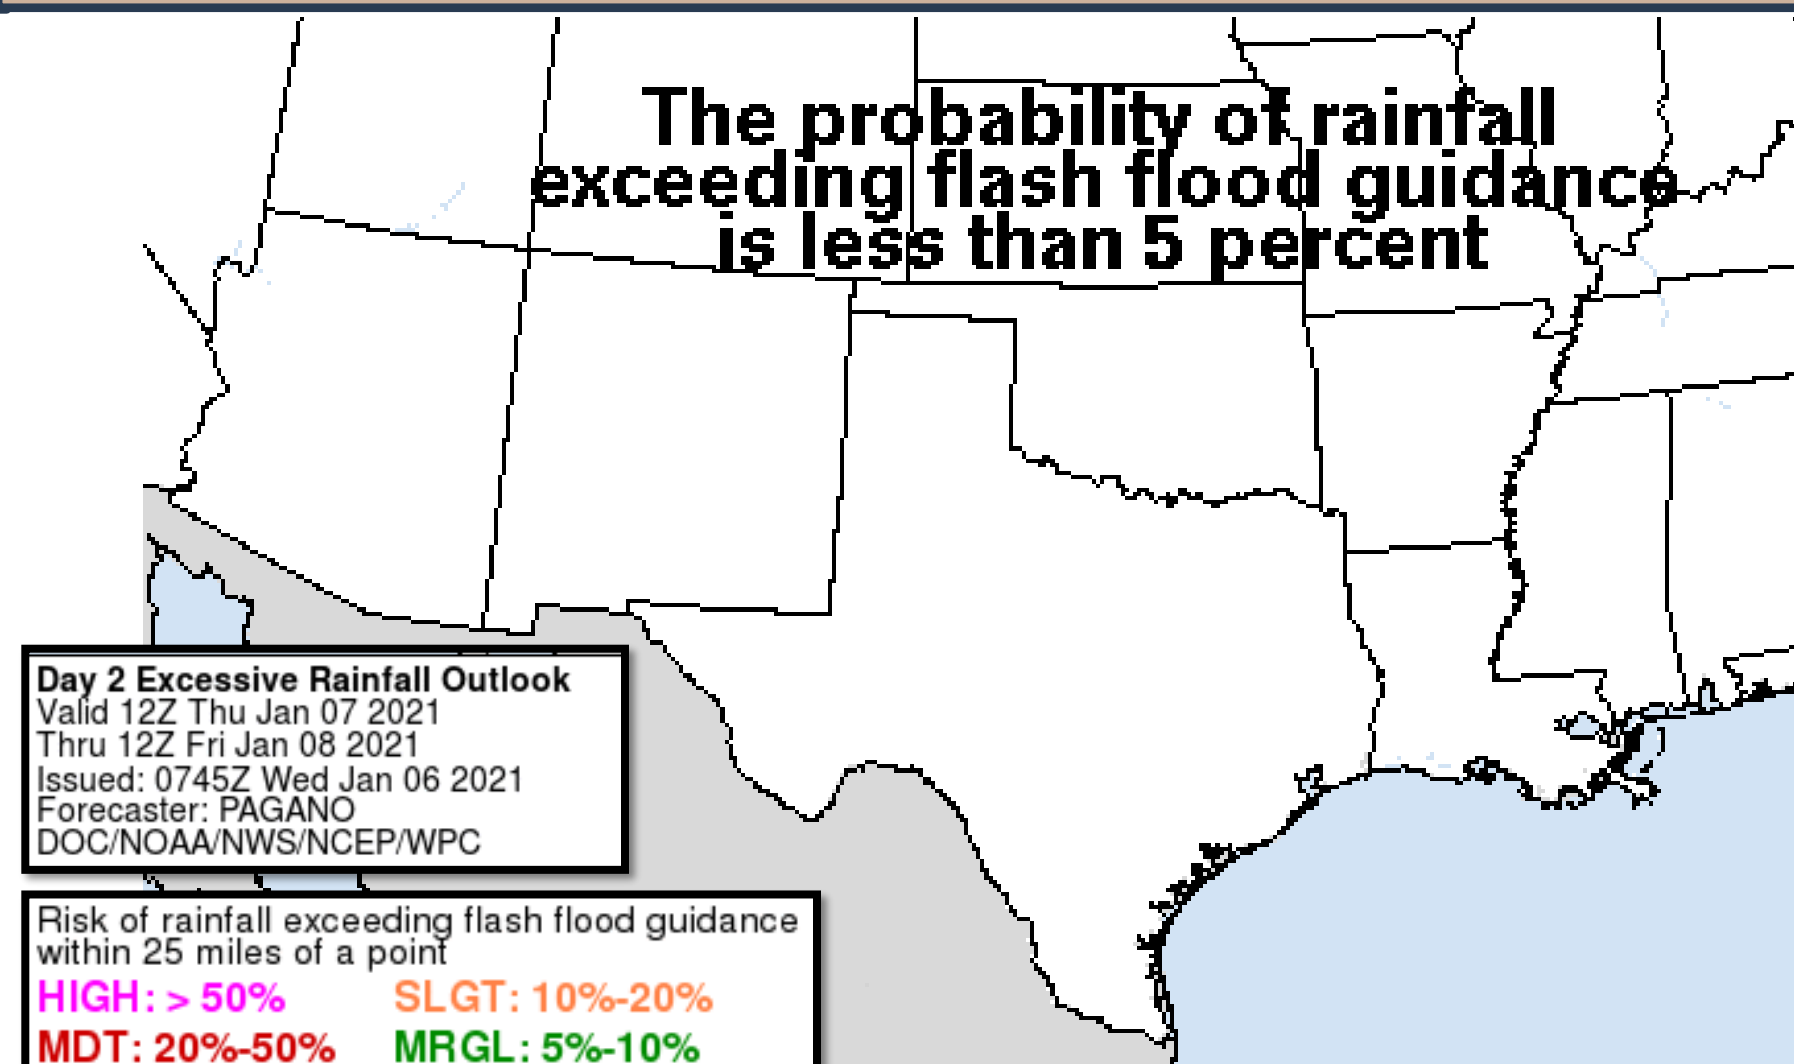 The probability of rainfall
exceeding flash flood guidance
is less than 5 percent
Day 2 Excessive Rainfall Outlook
Valid 12Z Thu Jan 07 2021
Thru 12Z Fri Jan 08 2021
Issued: 0745Z Wed Jan 06 2021
Forecaster: PAGANO
DOC/NOAA/NWS/NCEP/WPC
Risk of rainfall exceeding flash flood guidance
within 25 miles of a point
HIGH: > 50% SLGT: 10%-20%
MDT: 20%-50% MRGL: 5%-10%